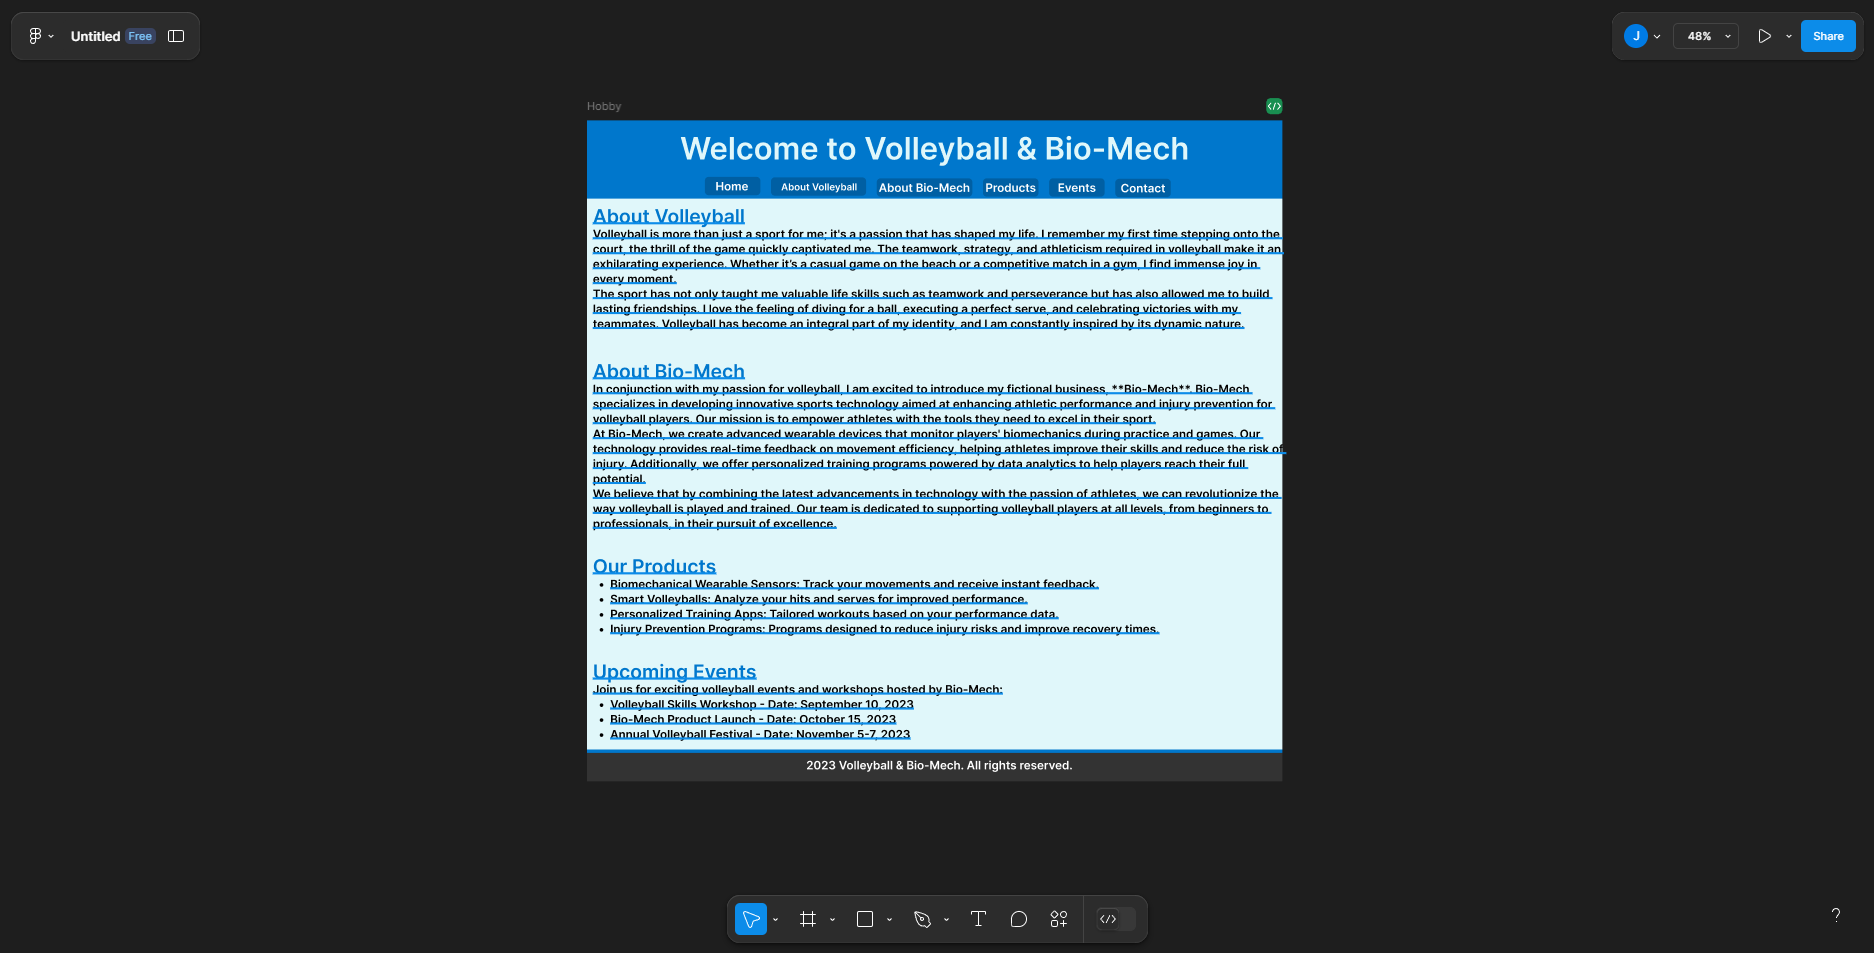 Untitled Free
J 48% Share
Hobby
Welcome to Volleyball & Bio-Mech
Home About Volleyball About Bio-Mech Products Events Contact
About Volleyball
Volleyball is more than just a sport for me; it's a passion that has shaped my life. I remember my first time stepping onto the
court, the thrill of the game quickly captivated me. The teamwork, strategy, and athleticism required in volleyball make it an
exhilarating experience. Whether it's a casual game on the beach or a competitive match in a gym, I find immense joy in
every moment.
The sport has not only taught me valuable life skills such as teamwork and perseverance but has also allowed me to build
lasting friendships. I love the feeling of diving for a ball, executing a perfect serve, and celebrating victories with my
teammates. Volleyball has become an integral part of my identity, and I am constantly inspired by its dynamic nature.
About Bio-Mech
In conjunction with my passion for volleyball, I am excited to introduce my fictional business, **Bio-Mech**. Bio-Mech
specializes in developing innovative sports technology aimed at enhancing athletic performance and injury prevention for
volleyball players. Our mission is to empower athletes with the tools they need to excel in their sport.
At Bio-Mech, we create advanced wearable devices that monitor players' biomechanics during practice and games. Our
technology provides real-time feedback on movement efficiency, helping athletes improve their skills and reduce the risk of
injury. Additionally, we offer personalized training programs powered by data analytics to help players reach their full
potential.
We believe that by combining the latest advancements in technology with the passion of athletes, we can revolutionize the
way volleyball is played and trained. Our team is dedicated to supporting volleyball players at all levels, from beginners to
professionals, in their pursuit of excellence.
Our Products
• Biomechanical Wearable Sensors: Track your movements and receive instant feedback.
• Smart Volleyballs: Analyze your hits and serves for improved performance.
• Personalized Training Apps: Tailored workouts based on your performance data.
• Injury Prevention Programs: Programs designed to reduce injury risks and improve recovery times.
Upcoming Events
Join us for exciting volleyball events and workshops hosted by Bio-Mech:
• Volleyball Skills Workshop - Date: September 10, 2023
• Bio-Mech Product Launch - Date: October 15, 2023
• Annual Volleyball Festival - Date: November 5-7, 2023
2023 Volleyball & Bio-Mech. All rights reserved.
?